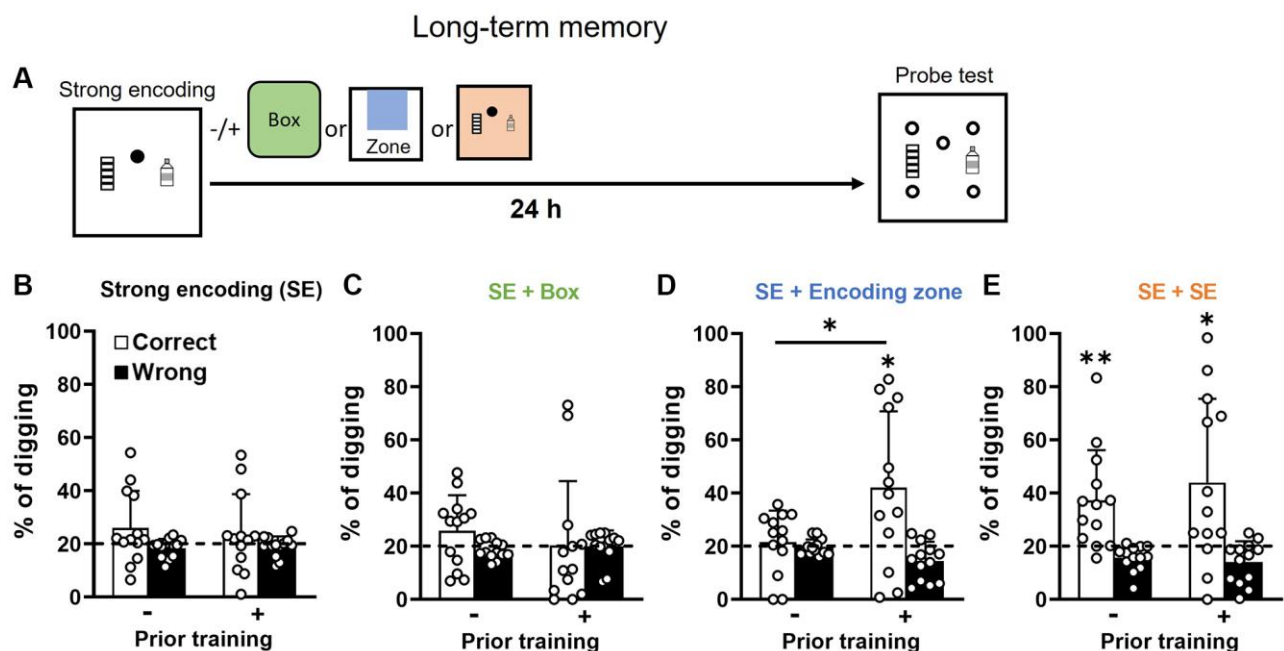 Long-term memory
A
Strong encoding
-/+
Box
or
Zone
or
24 h
Probe test
B
Strong encoding (SE)
% of digging
100
80
60
40
20
0
Correct
Wrong
-
+
Prior training
C
SE + Box
% of digging
100
80
60
40
20
0
-
+
Prior training
D
SE + Encoding zone
% of digging
100
80
60
40
20
0
*
*
-
+
Prior training
E
SE + SE
% of digging
100
80
60
40
20
0
**
*
-
+
Prior training